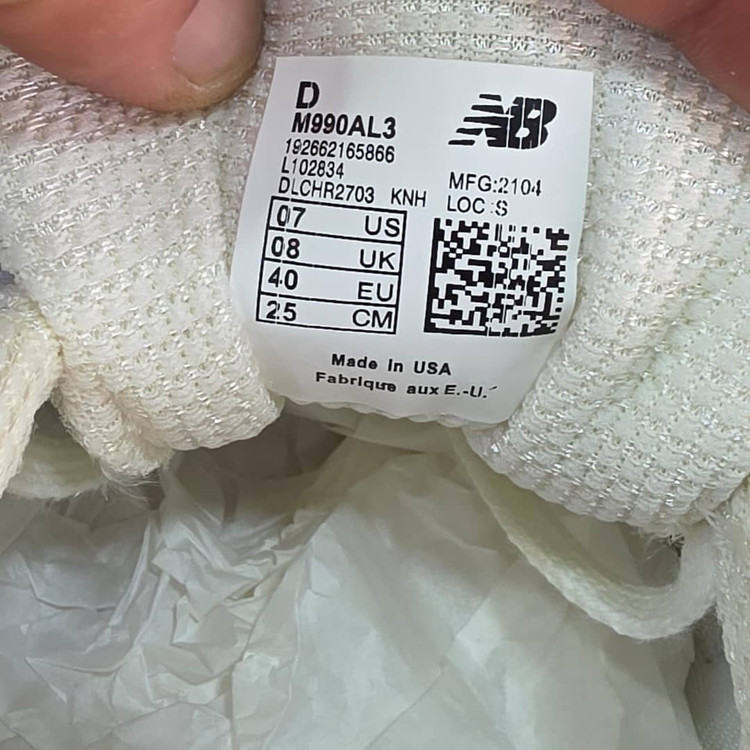 D
M990AL3
192662165866
L102834
DLCHR2703 KNH
NB
MFG:2104
LOC:S
07 US
08 UK
40 EU
25 CM
Made in USA
Fabrique aux E.-U.